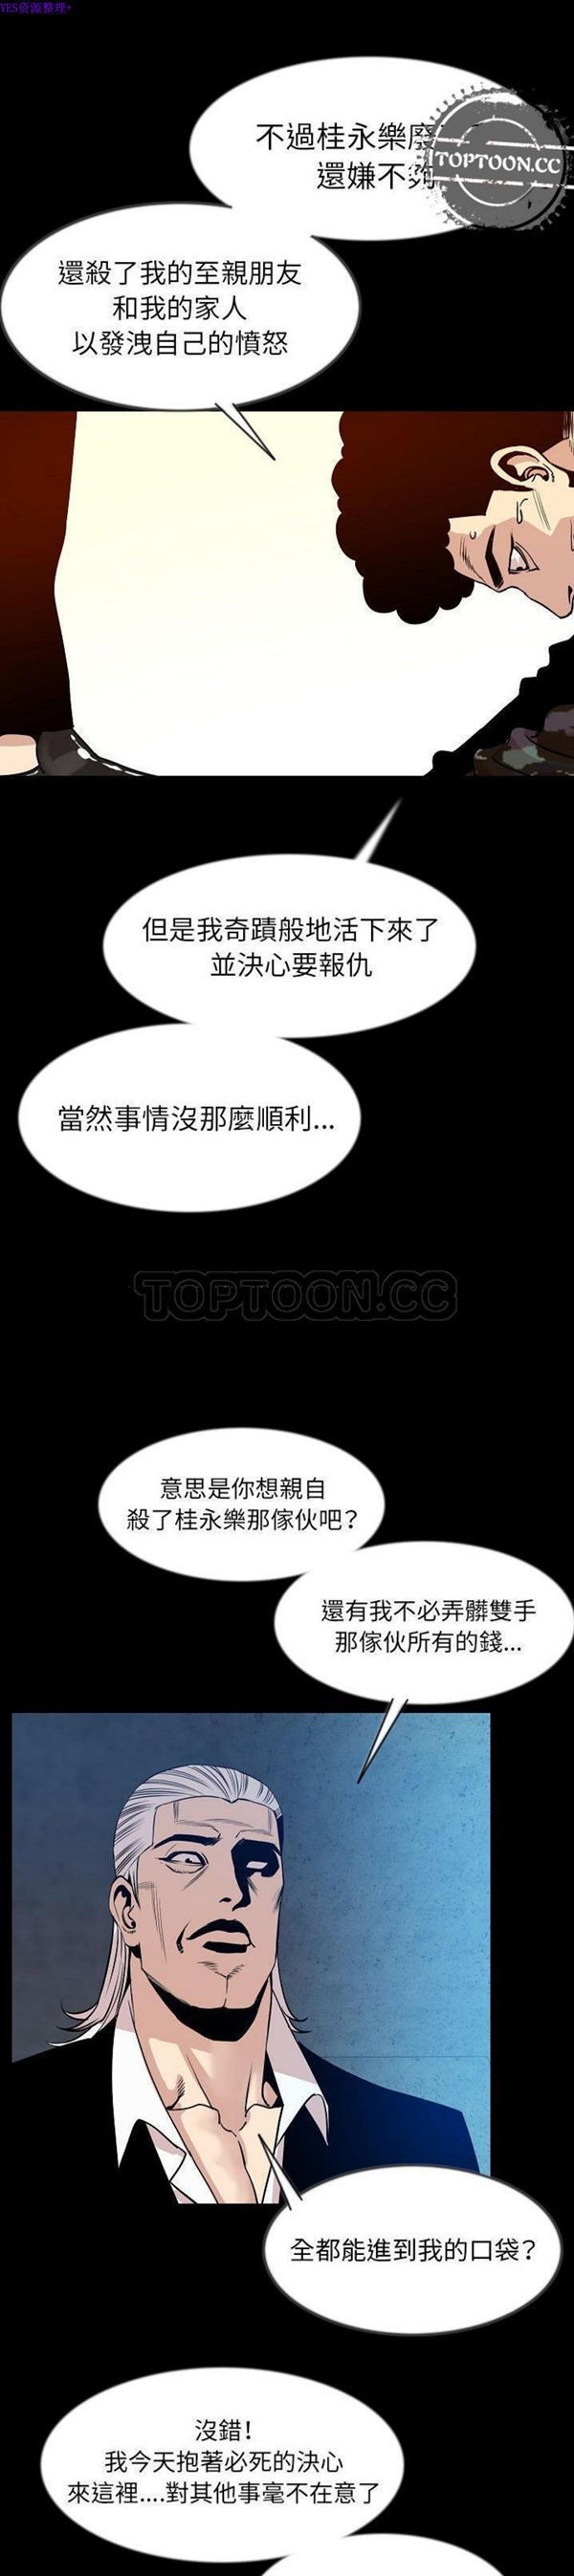 YES资源整理+
不過桂永樂廢
還嫌不夠
TOPTOON.CC
還殺了我的至親朋友
和我的家人
以發洩自己的憤怒
但是我奇蹟般地活下來了
並決心要報仇
當然事情沒那麼順利...
TOPTOON.CC
意思是你想親自
殺了桂永樂那傢伙吧？
還有我不必弄髒雙手
那傢伙所有的錢...
全都能進到我的口袋？
沒錯！
我今天抱著必死的決心
來這裡....對其他事毫不在意了